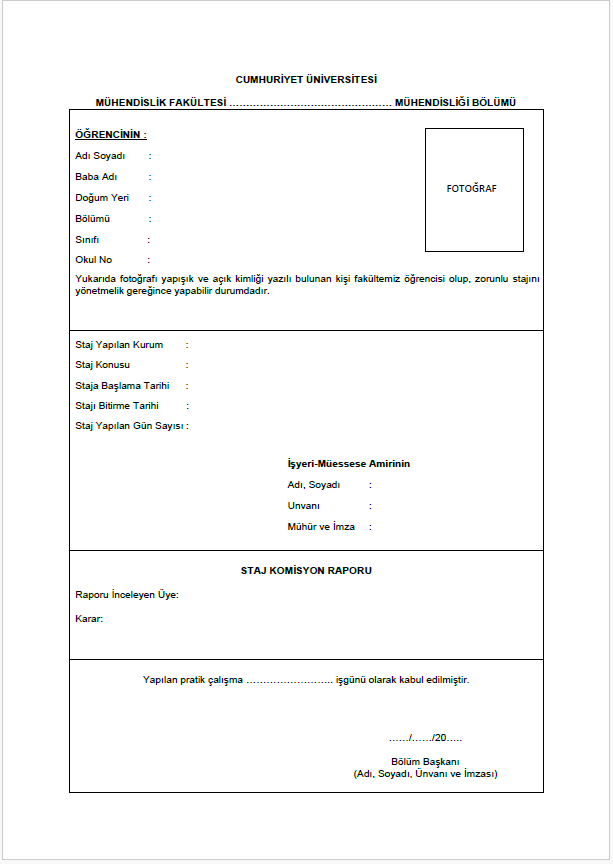 CUMHURİYET ÜNİVERSİTESİ
MÜHENDİSLİK FAKÜLTESİ ………………………………………… MÜHENDİSLİĞİ BÖLÜMÜ
ÖĞRENCİNİN :
Adı Soyadı :
Baba Adı :
FOTOĞRAF
Doğum Yeri :
Bölümü :
Sınıfı :
Okul No :
Yukarıda fotoğrafı yapışık ve açık kimliği yazılı bulunan kişi fakültemiz öğrencisi olup, zorunlu stajını
yönetmelik gereğince yapabilir durumdadır.
Staj Yapılan Kurum :
Staj Konusu :
Staja Başlama Tarihi :
Stajı Bitirme Tarihi :
Staj Yapılan Gün Sayısı :
İşyeri-Müessese Amirinin
Adı, Soyadı :
Unvanı :
Mühür ve İmza :
STAJ KOMİSYON RAPORU
Raporu İnceleyen Üye:
Karar:
Yapılan pratik çalışma …………………….. işgünü olarak kabul edilmiştir.
……/……/20…..
Bölüm Başkanı
(Adı, Soyadı, Ünvanı ve İmzası)